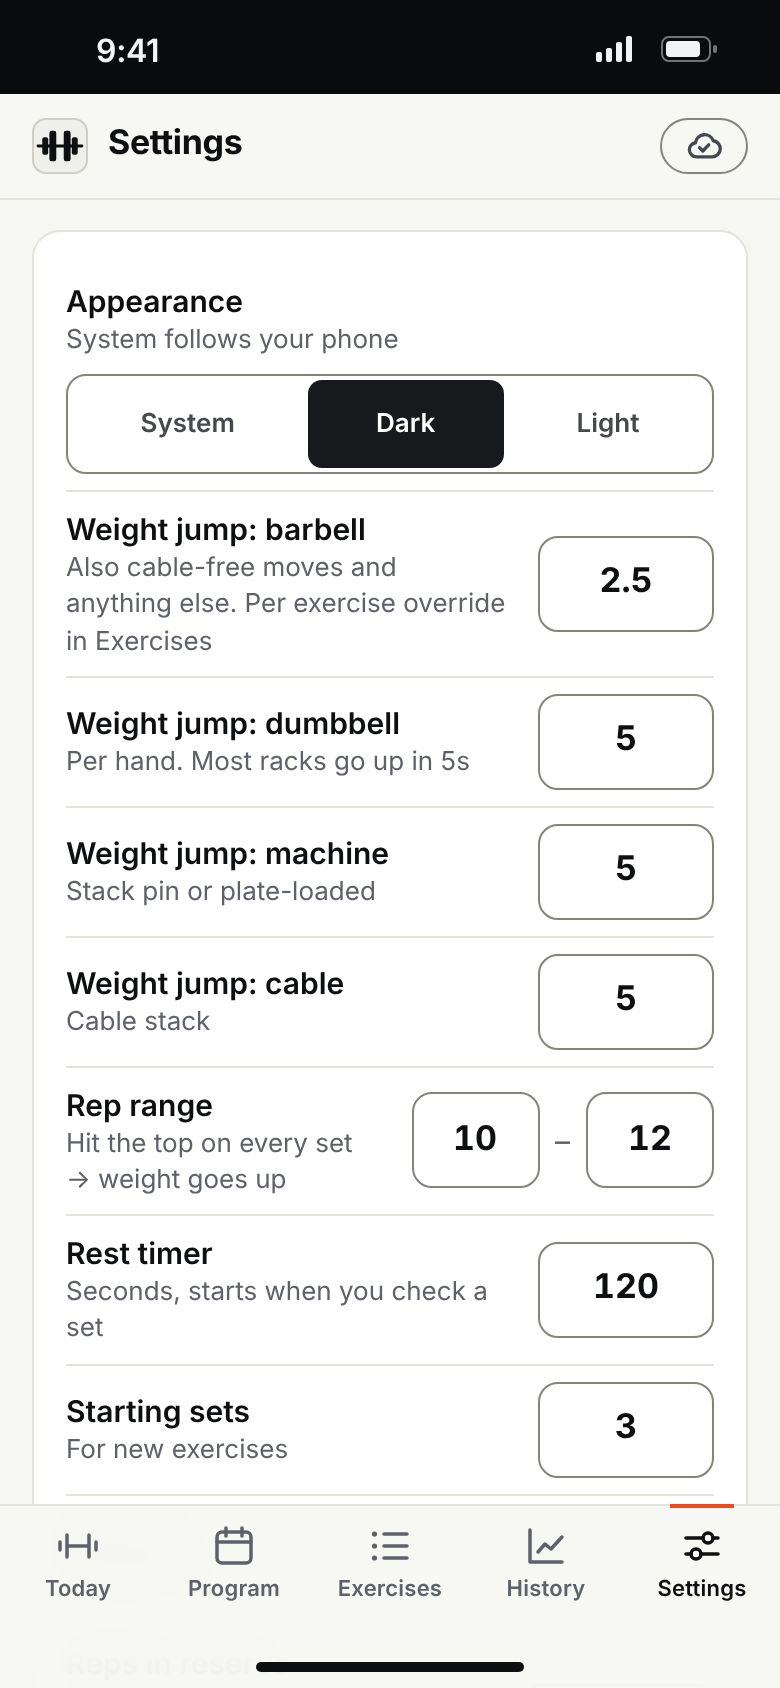 9:41
Settings
Appearance
System follows your phone
System
Dark
Light
Weight jump: barbell
Also cable-free moves and
anything else. Per exercise override
in Exercises
2.5
Weight jump: dumbbell
Per hand. Most racks go up in 5s
5
Weight jump: machine
Stack pin or plate-loaded
5
Weight jump: cable
Cable stack
5
Rep range
Hit the top on every set
→ weight goes up
10 – 12
Rest timer
Seconds, starts when you check a
set
120
Starting sets
For new exercises
3
Today
Program
Exercises
History
Settings
Reps in